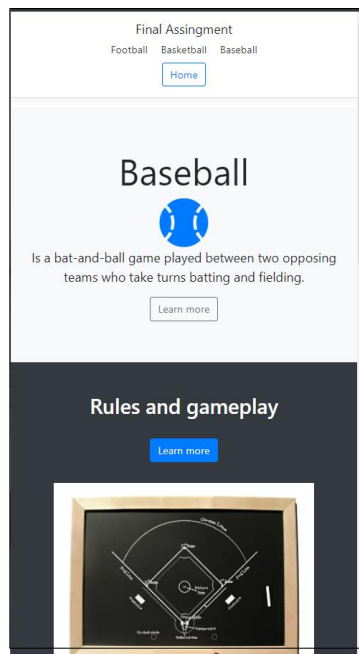 Final Assingment
Football Basketball Baseball
Home
Baseball
Is a bat-and-ball game played between two opposing
teams who take turns batting and fielding.
Learn more
Rules and gameplay
Learn more